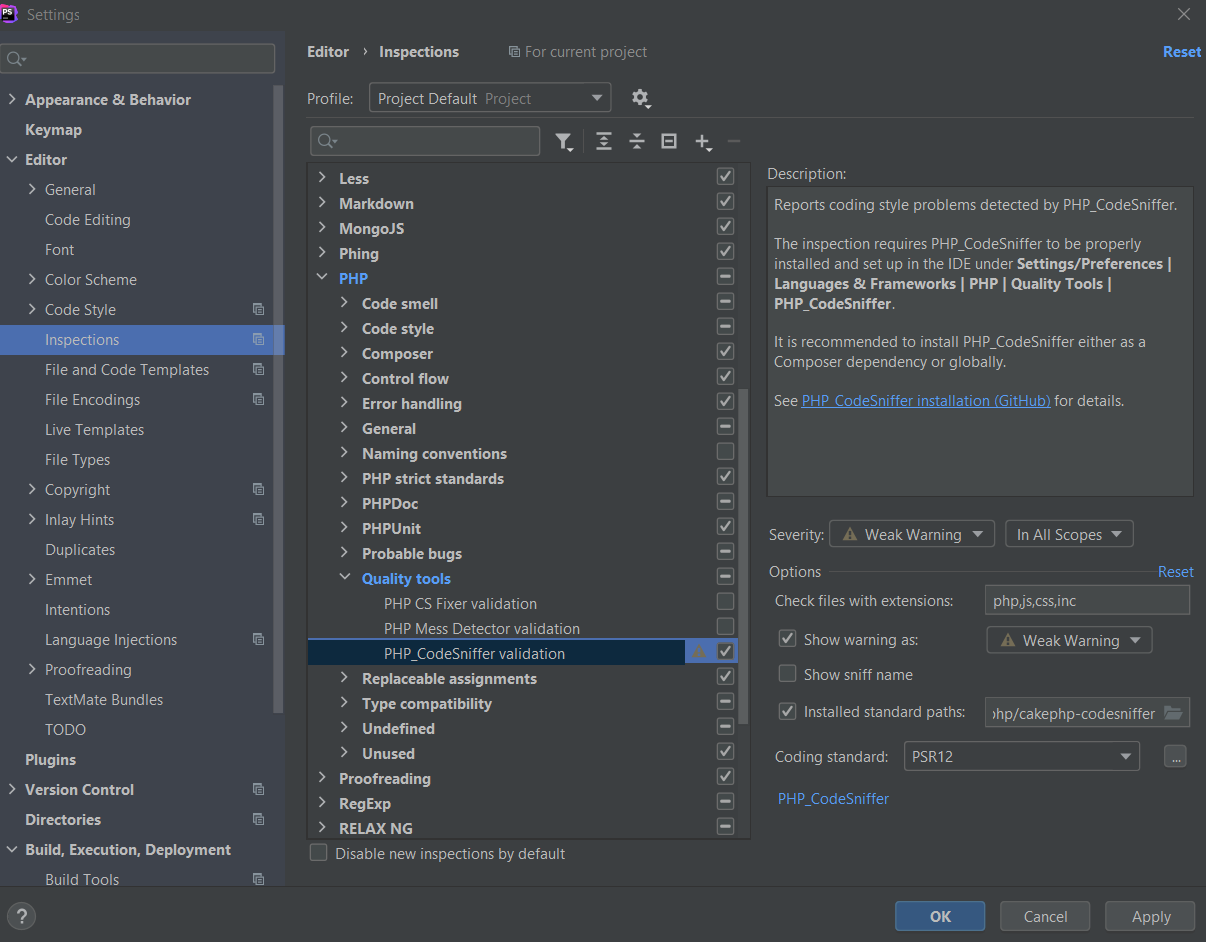 PS
Settings
Appearance & Behavior
Keymap
Editor
General
Code Editing
Font
Color Scheme
Code Style
Inspections
File and Code Templates
File Encodings
Live Templates
File Types
Copyright
Inlay Hints
Duplicates
Emmet
Intentions
Language Injections
Proofreading
TextMate Bundles
TODO
Plugins
Version Control
Directories
Build, Execution, Deployment
Build Tools
?
Editor › Inspections For current project Reset
Profile: Project Default Project
Less
Markdown
MongoJS
Phing
PHP
Code smell
Code style
Composer
Control flow
Error handling
General
Naming conventions
PHP strict standards
PHPDoc
PHPUnit
Probable bugs
Quality tools
PHP CS Fixer validation
PHP Mess Detector validation
PHP_CodeSniffer validation
Replaceable assignments
Type compatibility
Undefined
Unused
Proofreading
RegExp
RELAX NG
Disable new inspections by default
Description:
Reports coding style problems detected by PHP_CodeSniffer.
The inspection requires PHP_CodeSniffer to be properly
installed and set up in the IDE under Settings/Preferences |
Languages & Frameworks | PHP | Quality Tools |
PHP_CodeSniffer.
It is recommended to install PHP_CodeSniffer either as a
Composer dependency or globally.
See PHP_CodeSniffer installation (GitHub) for details.
Severity: Weak Warning In All Scopes
Options Reset
Check files with extensions: php,js,css,inc
Show warning as: Weak Warning
Show sniff name
Installed standard paths: php/cakephp-codesniffer
Coding standard: PSR12 ...
PHP_CodeSniffer
OK Cancel Apply